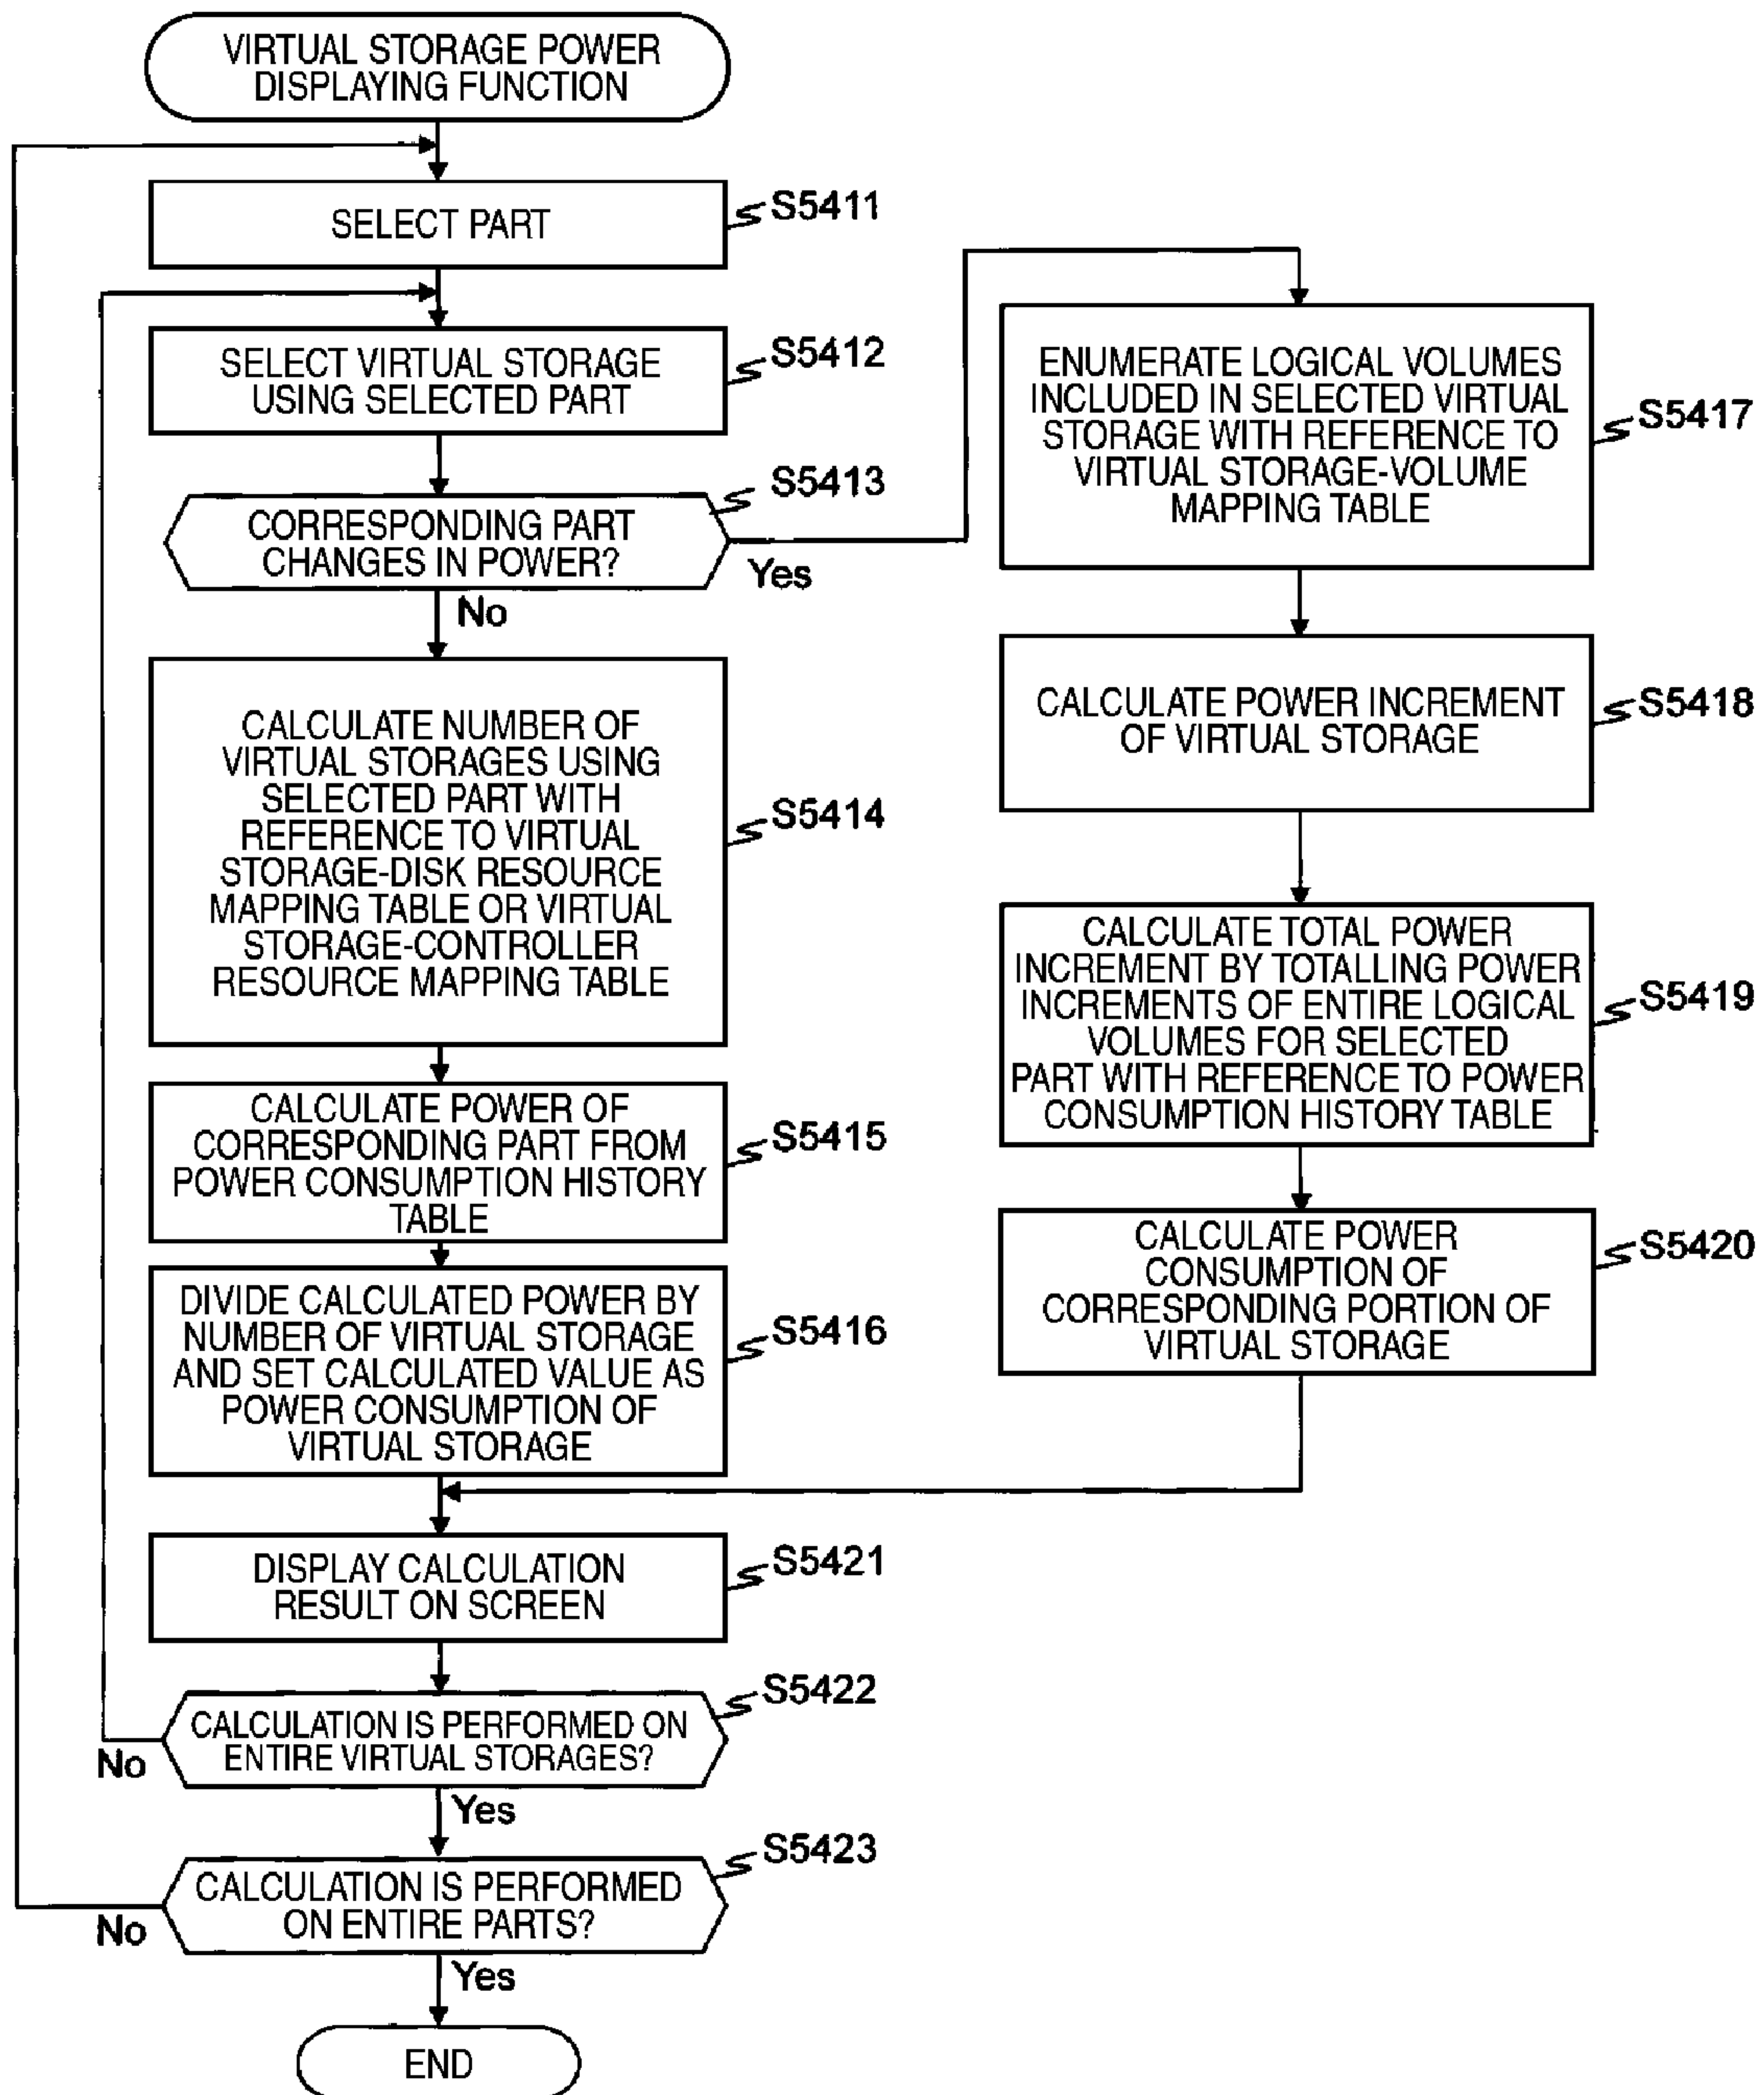 VIRTUAL STORAGE POWER
DISPLAYING FUNCTION
SELECT PART
S5411
SELECT VIRTUAL STORAGE
USING SELECTED PART
S5412
CORRESPONDING PART
CHANGES IN POWER?
S5413
Yes
No
CALCULATE NUMBER OF
VIRTUAL STORAGES USING
SELECTED PART WITH
REFERENCE TO VIRTUAL
STORAGE-DISK RESOURCE
MAPPING TABLE OR VIRTUAL
STORAGE-CONTROLLER
RESOURCE MAPPING TABLE
S5414
CALCULATE POWER OF
CORRESPONDING PART FROM
POWER CONSUMPTION HISTORY
TABLE
S5415
DIVIDE CALCULATED POWER BY
NUMBER OF VIRTUAL STORAGE
AND SET CALCULATED VALUE AS
POWER CONSUMPTION OF
VIRTUAL STORAGE
S5416
ENUMERATE LOGICAL VOLUMES
INCLUDED IN SELECTED VIRTUAL
STORAGE WITH REFERENCE TO
VIRTUAL STORAGE-VOLUME
MAPPING TABLE
S5417
CALCULATE POWER INCREMENT
OF VIRTUAL STORAGE
S5418
CALCULATE TOTAL POWER
INCREMENT BY TOTALLING POWER
INCREMENTS OF ENTIRE LOGICAL
VOLUMES FOR SELECTED
PART WITH REFERENCE TO POWER
CONSUMPTION HISTORY TABLE
S5419
CALCULATE POWER
CONSUMPTION OF
CORRESPONDING PORTION OF
VIRTUAL STORAGE
S5420
DISPLAY CALCULATION
RESULT ON SCREEN
S5421
CALCULATION IS PERFORMED ON
ENTIRE VIRTUAL STORAGES?
S5422
No
Yes
CALCULATION IS PERFORMED
ON ENTIRE PARTS?
S5423
No
Yes
END